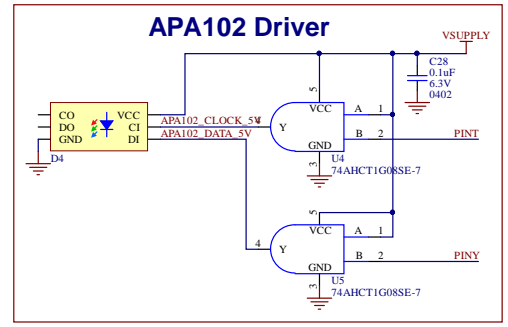 APA102 Driver
VSUPPLY
C28
0.1uF
6.3V
0402
5
VCC
A 1
CO VCC
DO CI
GND DI
D4
APA102_CLOCK_5V
APA102_DATA_5V
4
Y
B 2
PINT
GND
3
U4
74AHCT1G08SE-7
5
VCC
A 1
4
Y
B 2
PINY
GND
3
U5
74AHCT1G08SE-7